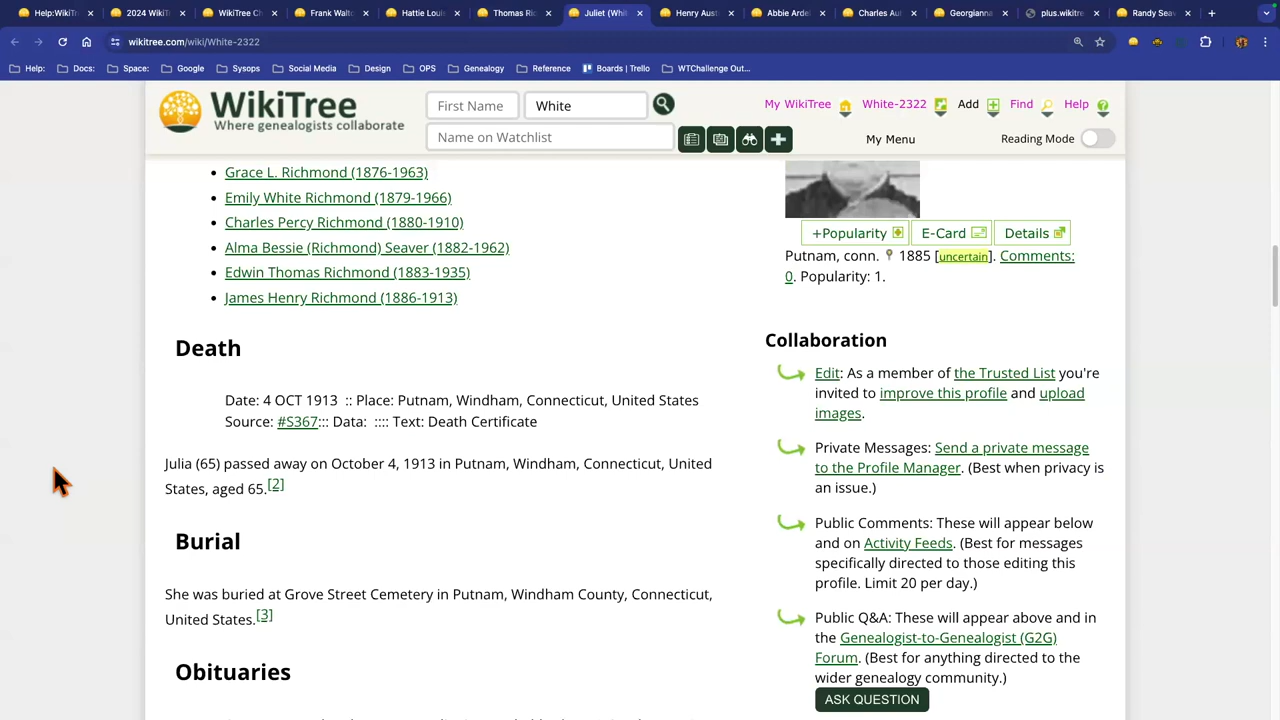 Help:Wi
2024 Wi
Frank Walto
Hattie Loui
Thomas Ric
Juliet (Whi
Henry Aust
Abbie Arde
Charles Au
Georgianna
plus.wikitre
Randy Seav
wikitree.com/wiki/White-2322
Help: Docs: Space: Google Sysops Social Media Design OPS Genealogy Reference Boards | Trello WTChallenge Out...
WikiTree
Where genealogists collaborate
First Name White
Name on Watchlist
My WikiTree White-2322 Add Find Help
My Menu Reading Mode
Grace L. Richmond (1876-1963)
Emily White Richmond (1879-1966)
Charles Percy Richmond (1880-1910)
Alma Bessie (Richmond) Seaver (1882-1962)
Edwin Thomas Richmond (1883-1935)
James Henry Richmond (1886-1913)
Death
Date: 4 OCT 1913 :: Place: Putnam, Windham, Connecticut, United States
Source: #S367::: Data: :::: Text: Death Certificate
Julia (65) passed away on October 4, 1913 in Putnam, Windham, Connecticut, United
States, aged 65.[2]
Burial
She was buried at Grove Street Cemetery in Putnam, Windham County, Connecticut,
United States.[3]
Obituaries
+Popularity E-Card Details
Putnam, conn. 1885 [uncertain]. Comments:
0. Popularity: 1.
Collaboration
Edit: As a member of the Trusted List you're
invited to improve this profile and upload
images.
Private Messages: Send a private message
to the Profile Manager. (Best when privacy is
an issue.)
Public Comments: These will appear below
and on Activity Feeds. (Best for messages
specifically directed to those editing this
profile. Limit 20 per day.)
Public Q&A: These will appear above and in
the Genealogist-to-Genealogist (G2G)
Forum. (Best for anything directed to the
wider genealogy community.)
ASK QUESTION